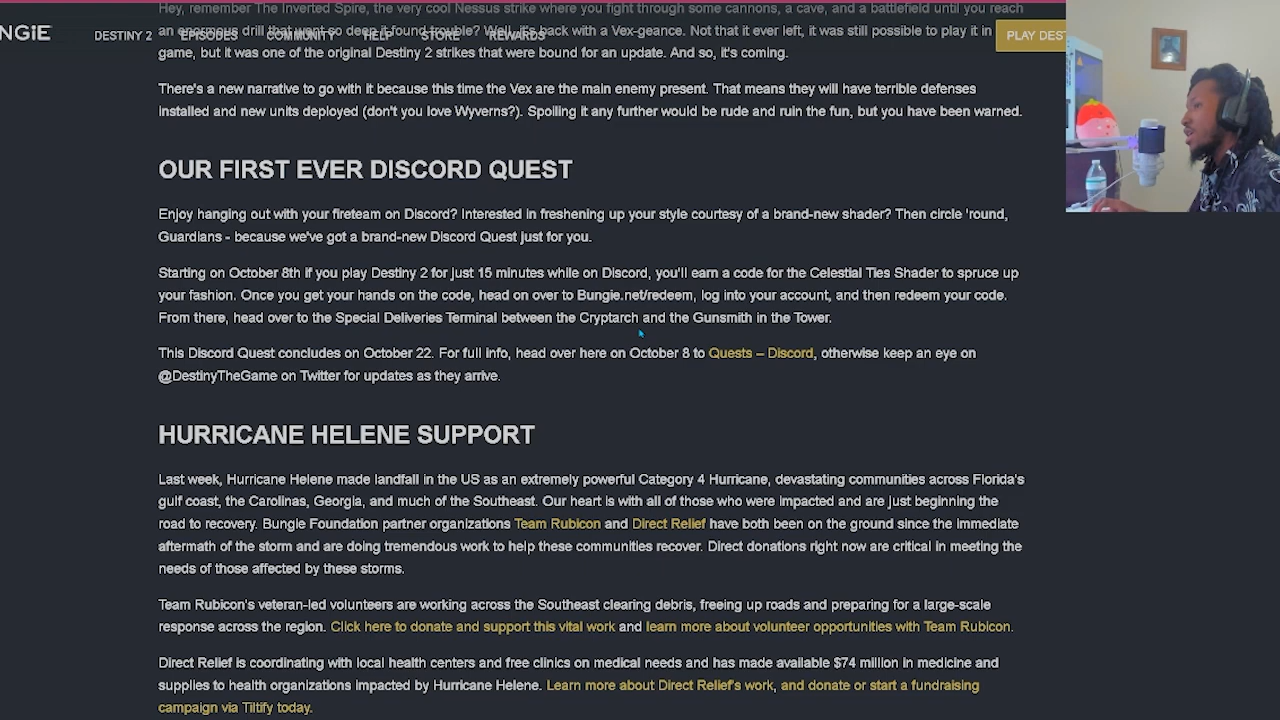 Hey, remember The Inverted Spire, the very cool Nessus strike where you fight through some cannons, a cave, and a battlefield until you reach
NGIE
DESTINY 2 EPISODES COMMUNITY HELP STORE REWARDS
PLAY DEST
an enormous drill that went so deep it found trouble? Well, it's back with a Vex-geance. Not that it ever left, it was still possible to play it in
game, but it was one of the original Destiny 2 strikes that were bound for an update. And so, it's coming.
There's a new narrative to go with it because this time the Vex are the main enemy present. That means they will have terrible defenses
installed and new units deployed (don't you love Wyverns?). Spoiling it any further would be rude and ruin the fun, but you have been warned.
OUR FIRST EVER DISCORD QUEST
Enjoy hanging out with your fireteam on Discord? Interested in freshening up your style courtesy of a brand-new shader? Then circle 'round,
Guardians - because we've got a brand-new Discord Quest just for you.
Starting on October 8th if you play Destiny 2 for just 15 minutes while on Discord, you'll earn a code for the Celestial Ties Shader to spruce up
your fashion. Once you get your hands on the code, head on over to Bungie.net/redeem, log into your account, and then redeem your code.
From there, head over to the Special Deliveries Terminal between the Cryptarch and the Gunsmith in the Tower.
This Discord Quest concludes on October 22. For full info, head over here on October 8 to Quests – Discord, otherwise keep an eye on
@DestinyTheGame on Twitter for updates as they arrive.
HURRICANE HELENE SUPPORT
Last week, Hurricane Helene made landfall in the US as an extremely powerful Category 4 Hurricane, devastating communities across Florida's
gulf coast, the Carolinas, Georgia, and much of the Southeast. Our heart is with all of those who were impacted and are just beginning the
road to recovery. Bungie Foundation partner organizations Team Rubicon and Direct Relief have both been on the ground since the immediate
aftermath of the storm and are doing tremendous work to help these communities recover. Direct donations right now are critical in meeting the
needs of those affected by these storms.
Team Rubicon's veteran-led volunteers are working across the Southeast clearing debris, freeing up roads and preparing for a large-scale
response across the region. Click here to donate and support this vital work and learn more about volunteer opportunities with Team Rubicon.
Direct Relief is coordinating with local health centers and free clinics on medical needs and has made available $74 million in medicine and
supplies to health organizations impacted by Hurricane Helene. Learn more about Direct Relief's work, and donate or start a fundraising
campaign via Tiltify today.